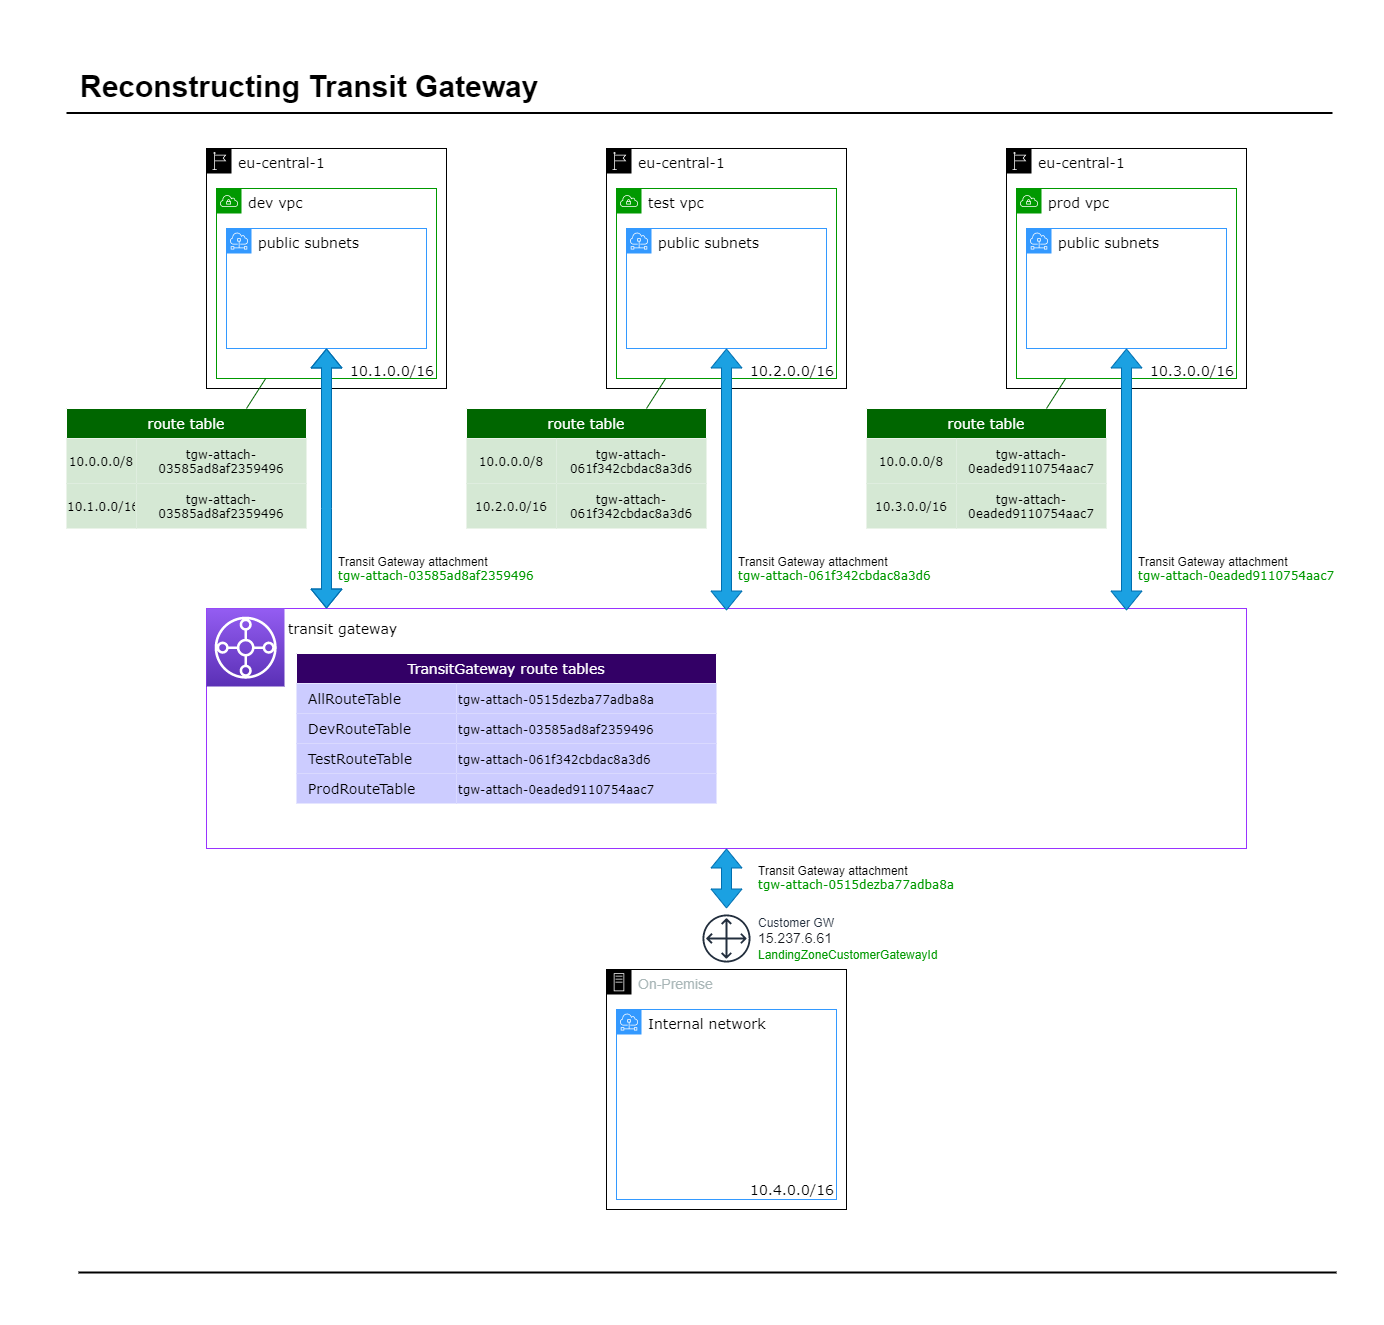 Reconstructing Transit Gateway
eu-central-1
dev vpc
public subnets
10.1.0.0/16
eu-central-1
test vpc
public subnets
10.2.0.0/16
eu-central-1
prod vpc
public subnets
10.3.0.0/16
route table
10.0.0.0/8
tgw-attach-
03585ad8af2359496
10.1.0.0/16
tgw-attach-
03585ad8af2359496
route table
10.0.0.0/8
tgw-attach-
061f342cbdac8a3d6
10.2.0.0/16
tgw-attach-
061f342cbdac8a3d6
route table
10.0.0.0/8
tgw-attach-
0eaded9110754aac7
10.3.0.0/16
tgw-attach-
0eaded9110754aac7
Transit Gateway attachment
tgw-attach-03585ad8af2359496
Transit Gateway attachment
tgw-attach-061f342cbdac8a3d6
Transit Gateway attachment
tgw-attach-0eaded9110754aac7
transit gateway
TransitGateway route tables
AllRouteTable tgw-attach-0515dezba77adba8a
DevRouteTable tgw-attach-03585ad8af2359496
TestRouteTable tgw-attach-061f342cbdac8a3d6
ProdRouteTable tgw-attach-0eaded9110754aac7
Transit Gateway attachment
tgw-attach-0515dezba77adba8a
Customer GW
15.237.6.61
LandingZoneCustomerGatewayId
On-Premise
Internal network
10.4.0.0/16